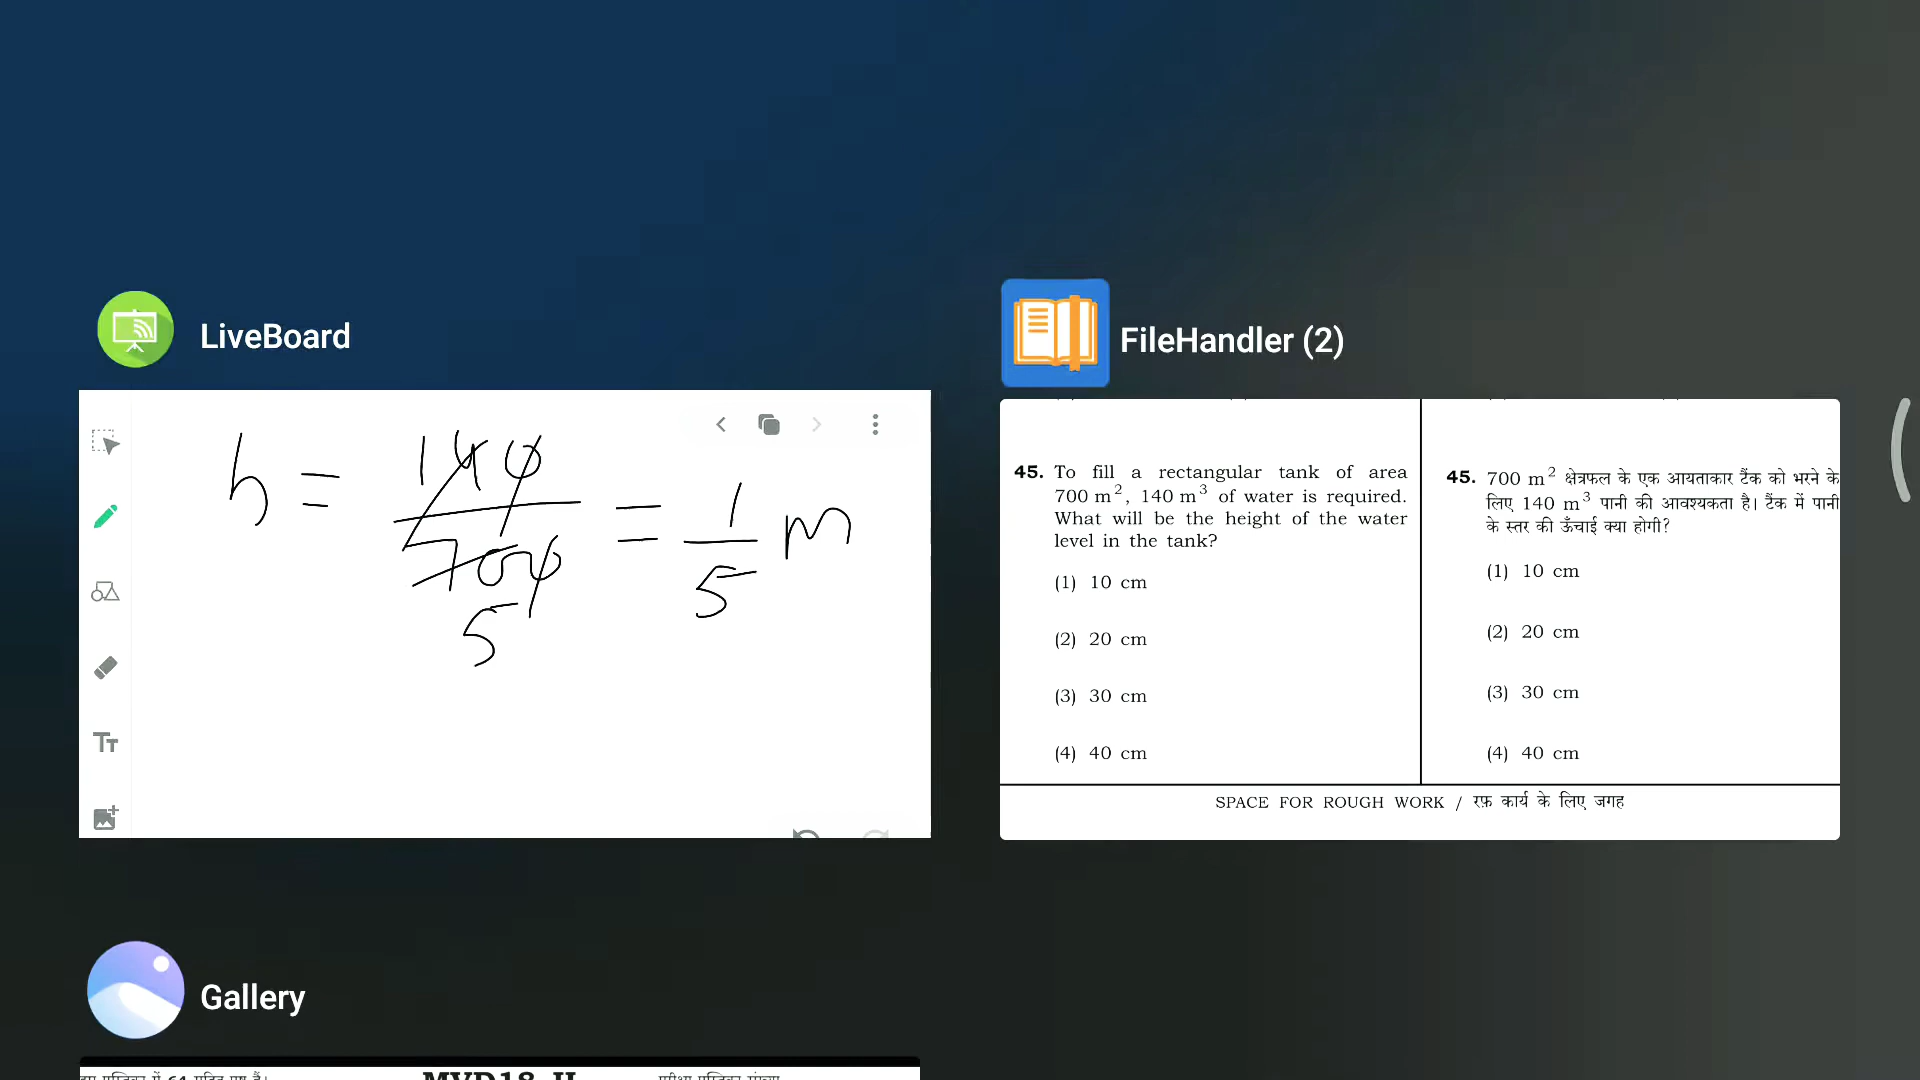 LiveBoard
h = 140/700 = 1/5 m
5
Tт
FileHandler (2)
45. To fill a rectangular tank of area
700 m², 140 m³ of water is required.
What will be the height of the water
level in the tank?
(1) 10 cm
(2) 20 cm
(3) 30 cm
(4) 40 cm
45. 700 m² क्षेत्रफल के एक आयताकार टैंक को भरने के
लिए 140 m³ पानी की आवश्यकता है। टैंक में पानी
के स्तर की ऊँचाई क्या होगी?
(1) 10 cm
(2) 20 cm
(3) 30 cm
(4) 40 cm
SPACE FOR ROUGH WORK / रफ़ कार्य के लिए जगह
Gallery